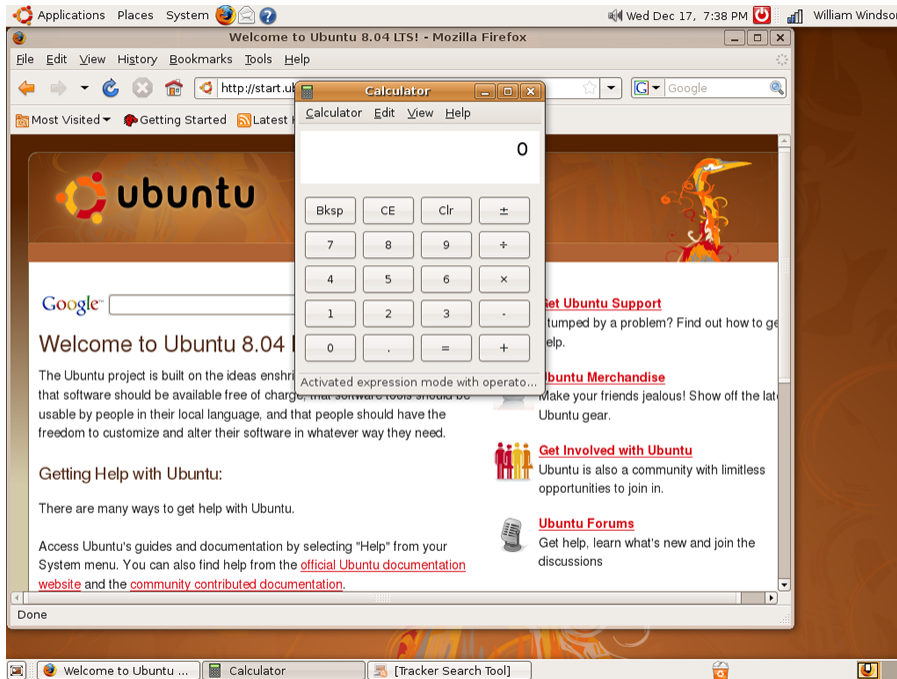 Applications Places System
Wed Dec 17, 7:38 PM
William Windso
Welcome to Ubuntu 8.04 LTS! - Mozilla Firefox
File Edit View History Bookmarks Tools Help
http://start.ub
G Google
Most Visited Getting Started Latest
Calculator
Calculator Edit View Help
0
Bksp CE Clr ±
7 8 9 ÷
4 5 6 ×
1 2 3 -
0 . = +
Activated expression mode with operato...
ubuntu
Google™
Welcome to Ubuntu 8.04
The Ubuntu project is built on the ideas enshri
that software should be available free of charge, that software tools should be
usable by people in their local language, and that people should have the
freedom to customize and alter their software in whatever way they need.
Getting Help with Ubuntu:
There are many ways to get help with Ubuntu.
Access Ubuntu's guides and documentation by selecting "Help" from your
System menu. You can also find help from the official Ubuntu documentation
website and the community contributed documentation.
Get Ubuntu Support
tumped by a problem? Find out how to ge
elp.
Ubuntu Merchandise
Make your friends jealous! Show off the late
Ubuntu gear.
Get Involved with Ubuntu
Ubuntu is also a community with limitless
opportunities to join in.
Ubuntu Forums
Get help, learn what's new and join the
discussions
Done
Welcome to Ubuntu ...
Calculator
[Tracker Search Tool]